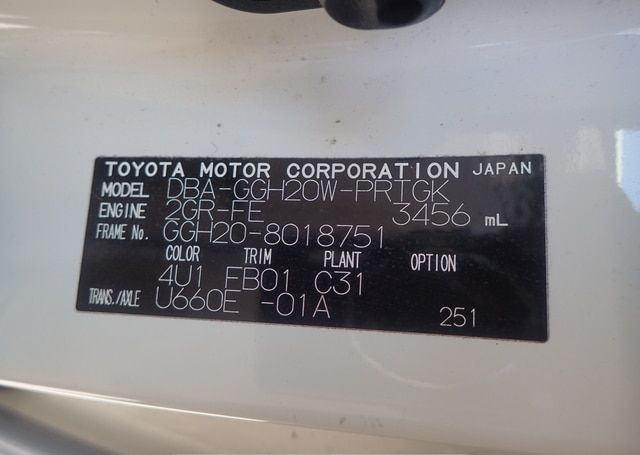 TOYOTA MOTOR CORPORATION JAPAN
MODEL DBA-GGH20W-PRTGK
ENGINE 2GR-FE 3456 mL
FRAME No. GGH20-8018751
COLOR TRIM PLANT OPTION
4U1 FB01 C31
TRANS./AXLE U660E -01A
251